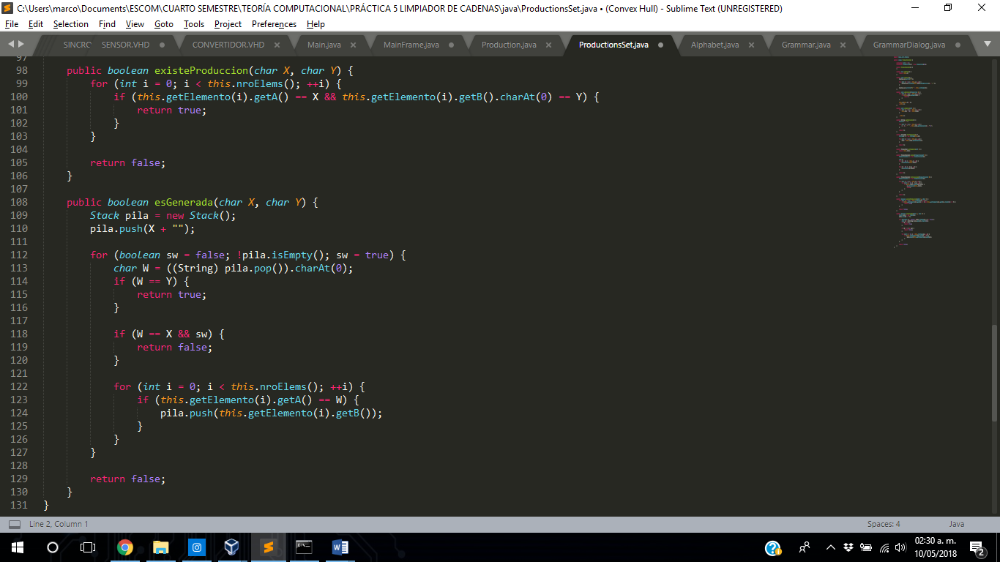 C:\Users\marco\Documents\ESCOM\CUARTO SEMESTRE\TEORÍA COMPUTACIONAL\PRÁCTICA 5 LIMPIADOR DE CADENAS\java\ProductionsSet.java • (Convex Hull) - Sublime Text (UNREGISTERED)
File Edit Selection Find View Goto Tools Project Preferences Help
SINCRO SENSOR.VHD CONVERTIDOR.VHD Main.java MainFrame.java Production.java ProductionsSet.java Alphabet.java Grammar.java GrammarDialog.java
97
98 public boolean existeProduccion(char X, char Y) {
99 for (int i = 0; i < this.nroElems(); ++i) {
100 if (this.getElemento(i).getA() == X && this.getElemento(i).getB().charAt(0) == Y) {
101 return true;
102 }
103 }
104
105 return false;
106 }
107
108 public boolean esGenerada(char X, char Y) {
109 Stack pila = new Stack();
110 pila.push(X + "");
111
112 for (boolean sw = false; !pila.isEmpty(); sw = true) {
113 char W = ((String) pila.pop()).charAt(0);
114 if (W == Y) {
115 return true;
116 }
117
118 if (W == X && sw) {
119 return false;
120 }
121
122 for (int i = 0; i < this.nroElems(); ++i) {
123 if (this.getElemento(i).getA() == W) {
124 pila.push(this.getElemento(i).getB());
125 }
126 }
127 }
128
129 return false;
130 }
131 }
Line 2, Column 1 Spaces: 4 Java
02:30 a. m.
10/05/2018
2